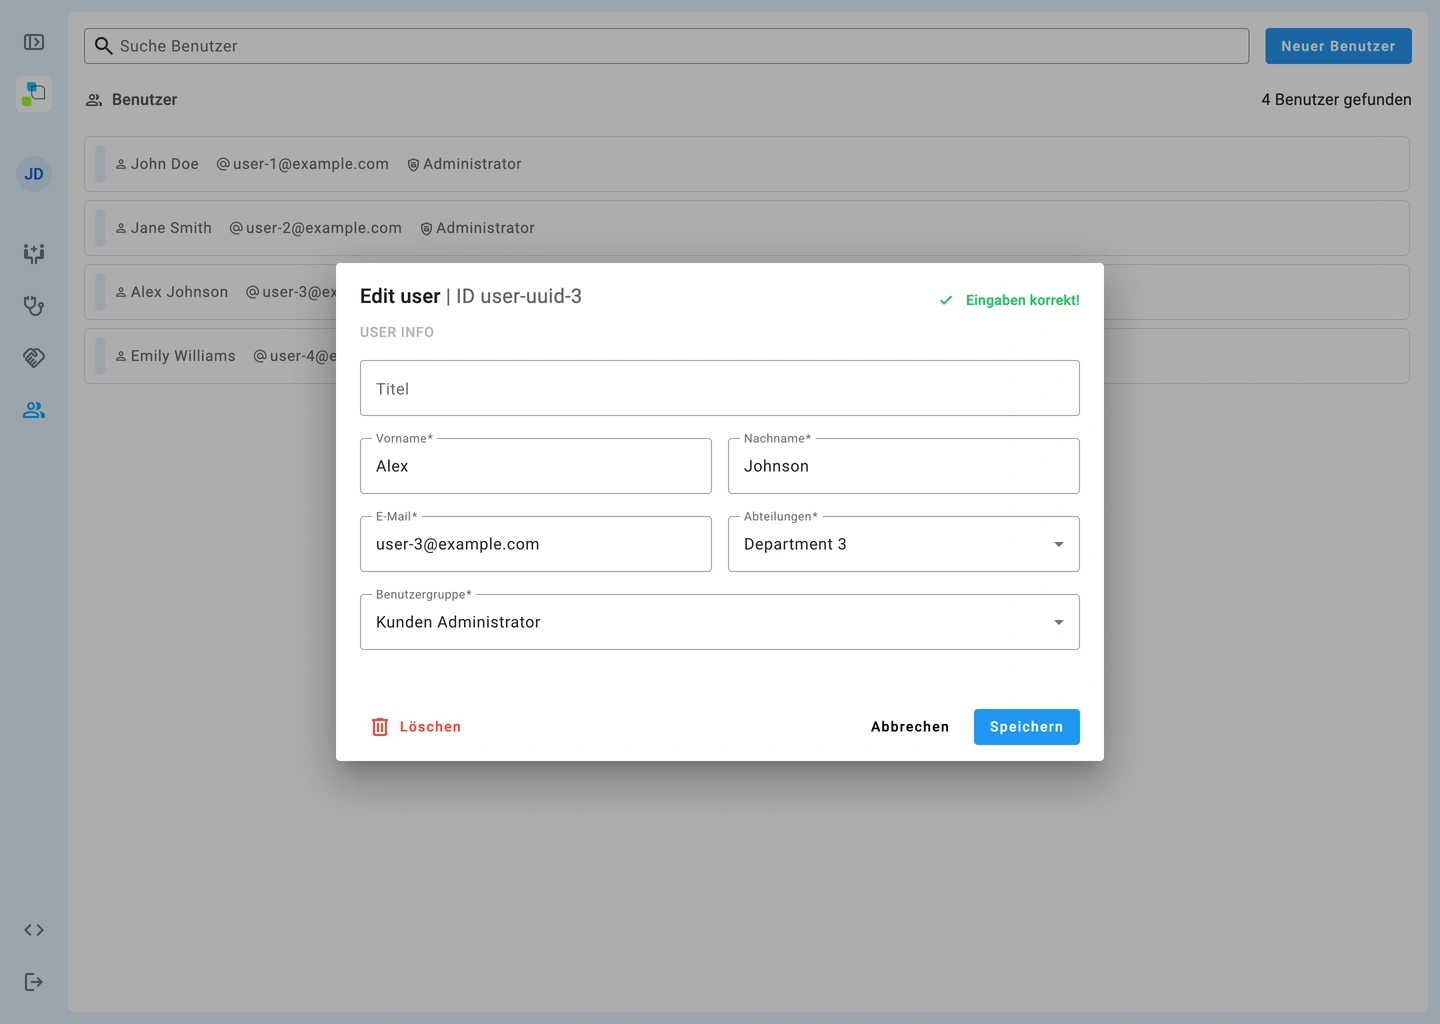 Suche Benutzer
Neuer Benutzer
Benutzer
4 Benutzer gefunden
JD
John Doe @user-1@example.com Administrator
Jane Smith @user-2@example.com Administrator
Alex Johnson @user-3@ex
Emily Williams @user-4@e
Edit user | ID user-uuid-3
Eingaben korrekt!
USER INFO
Titel
Vorname*
Alex
Nachname*
Johnson
E-Mail*
user-3@example.com
Abteilungen*
Department 3
Benutzergruppe*
Kunden Administrator
Löschen
Abbrechen
Speichern